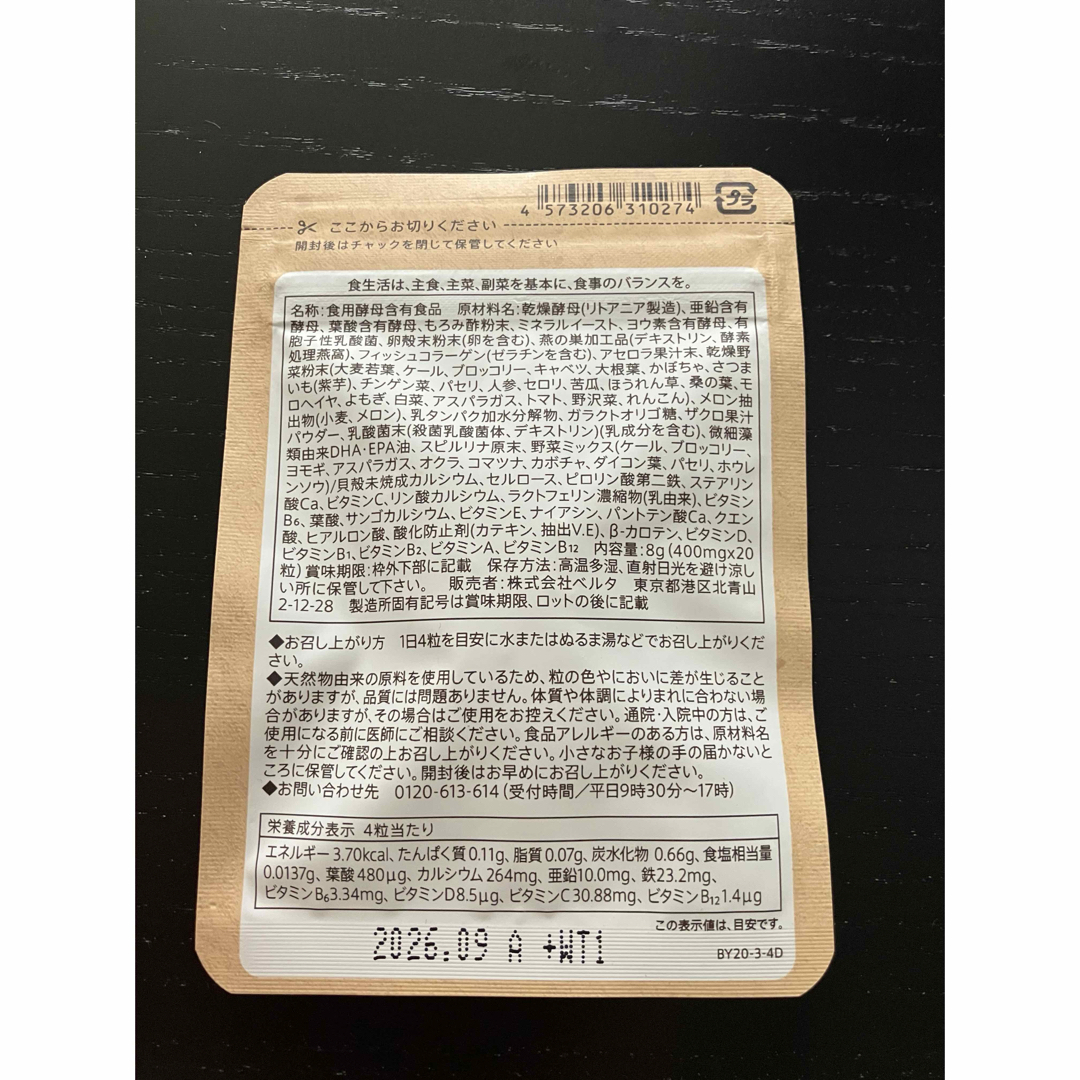 4 573206 310274
プラ
ここからお切りください
開封後はチャックを閉じて保管してください
食生活は、主食、主菜、副菜を基本に、食事のバランスを。
名称:食用酵母含有食品 原材料名:乾燥酵母(リトアニア製造)、亜鉛含有
酵母、葉酸含有酵母、もろみ酢粉末、ミネラルイースト、ヨウ素含有酵母、有
胞子性乳酸菌、卵殻末粉末(卵を含む)、燕の巣加工品(デキストリン、酵素
処理燕窩)、フィッシュコラーゲン(ゼラチンを含む)、アセロラ果汁末、乾燥野
菜粉末(大麦若葉、ケール、ブロッコリー、キャベツ、大根葉、かぼちゃ、さつま
いも(紫芋)、チンゲン菜、パセリ、人参、セロリ、苦瓜、ほうれん草、桑の葉、モ
ロヘイヤ、よもぎ、白菜、アスパラガス、トマト、野沢菜、れんこん)、メロン抽
出物(小麦、メロン)、乳タンパク加水分解物、ガラクトオリゴ糖、ザクロ果汁
パウダー、乳酸菌末(殺菌乳酸菌体、デキストリン)(乳成分を含む)、微細藻
類由来DHA・EPA油、スピルリナ原末、野菜ミックス(ケール、ブロッコリー、
ヨモギ、アスパラガス、オクラ、コマツナ、カボチャ、ダイコン葉、パセリ、ホウレ
ンソウ)/貝殻未焼成カルシウム、セルロース、ピロリン酸第二鉄、ステアリン
酸Ca、ビタミンC、リン酸カルシウム、ラクトフェリン濃縮物(乳由来)、ビタミン
B₆、葉酸、サンゴカルシウム、ビタミンE、ナイアシン、パントテン酸Ca、クエン
酸、ヒアルロン酸、酸化防止剤(カテキン、抽出V.E)、β-カロテン、ビタミンD、
ビタミンB₁、ビタミンB₂、ビタミンA、ビタミンB₁₂ 内容量:8g(400mgx20
粒) 賞味期限:枠外下部に記載 保存方法:高温多湿、直射日光を避け涼し
い所に保管して下さい。 販売者:株式会社ベルタ 東京都港区北青山
2-12-28 製造所固有記号は賞味期限、ロットの後に記載
◆お召し上がり方 1日4粒を目安に水またはぬるま湯などでお召し上がりくだ
さい。
◆天然物由来の原料を使用しているため、粒の色やにおいに差が生じること
がありますが、品質には問題ありません。体質や体調によりまれに合わない場
合がありますが、その場合はご使用をお控えください。通院・入院中の方は、ご
使用になる前に医師にご相談ください。食品アレルギーのある方は、原材料名
を十分にご確認の上お召し上がりください。小さなお子様の手の届かないと
ころに保管してください。開封後はお早めにお召し上がりください。
◆お問い合わせ先 0120-613-614(受付時間/平日9時30分〜17時)
栄養成分表示 4粒当たり
エネルギー 3.70kcal、たんぱく質0.11g、脂質0.07g、炭水化物 0.66g、食塩相当量
0.0137g、葉酸480μg、カルシウム264mg、亜鉛10.0mg、鉄23.2mg、
ビタミンB₆3.34mg、ビタミンD8.5μg、ビタミンC30.88mg、ビタミンB₁₂1.4μg
この表示値は、目安です。
2026.09 A +WT1
BY20-3-4D